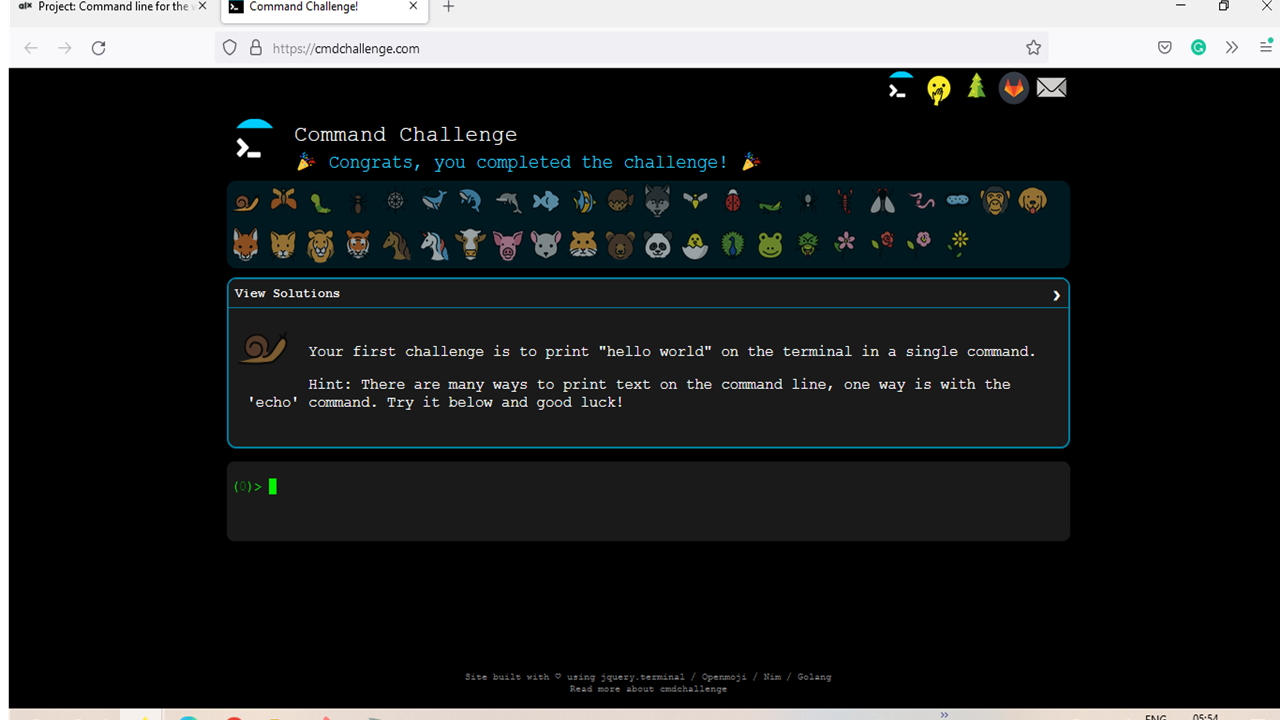 alx Project: Command line for the
Command Challenge!
https://cmdchallenge.com
Command Challenge
Congrats, you completed the challenge!
View Solutions
Your first challenge is to print "hello world" on the terminal in a single command.
Hint: There are many ways to print text on the command line, one way is with the
'echo' command. Try it below and good luck!
(0)>
Site built with ♡ using jquery.terminal / Openmoji / Nim / Golang
Read more about cmdchallenge
ENG 05:54